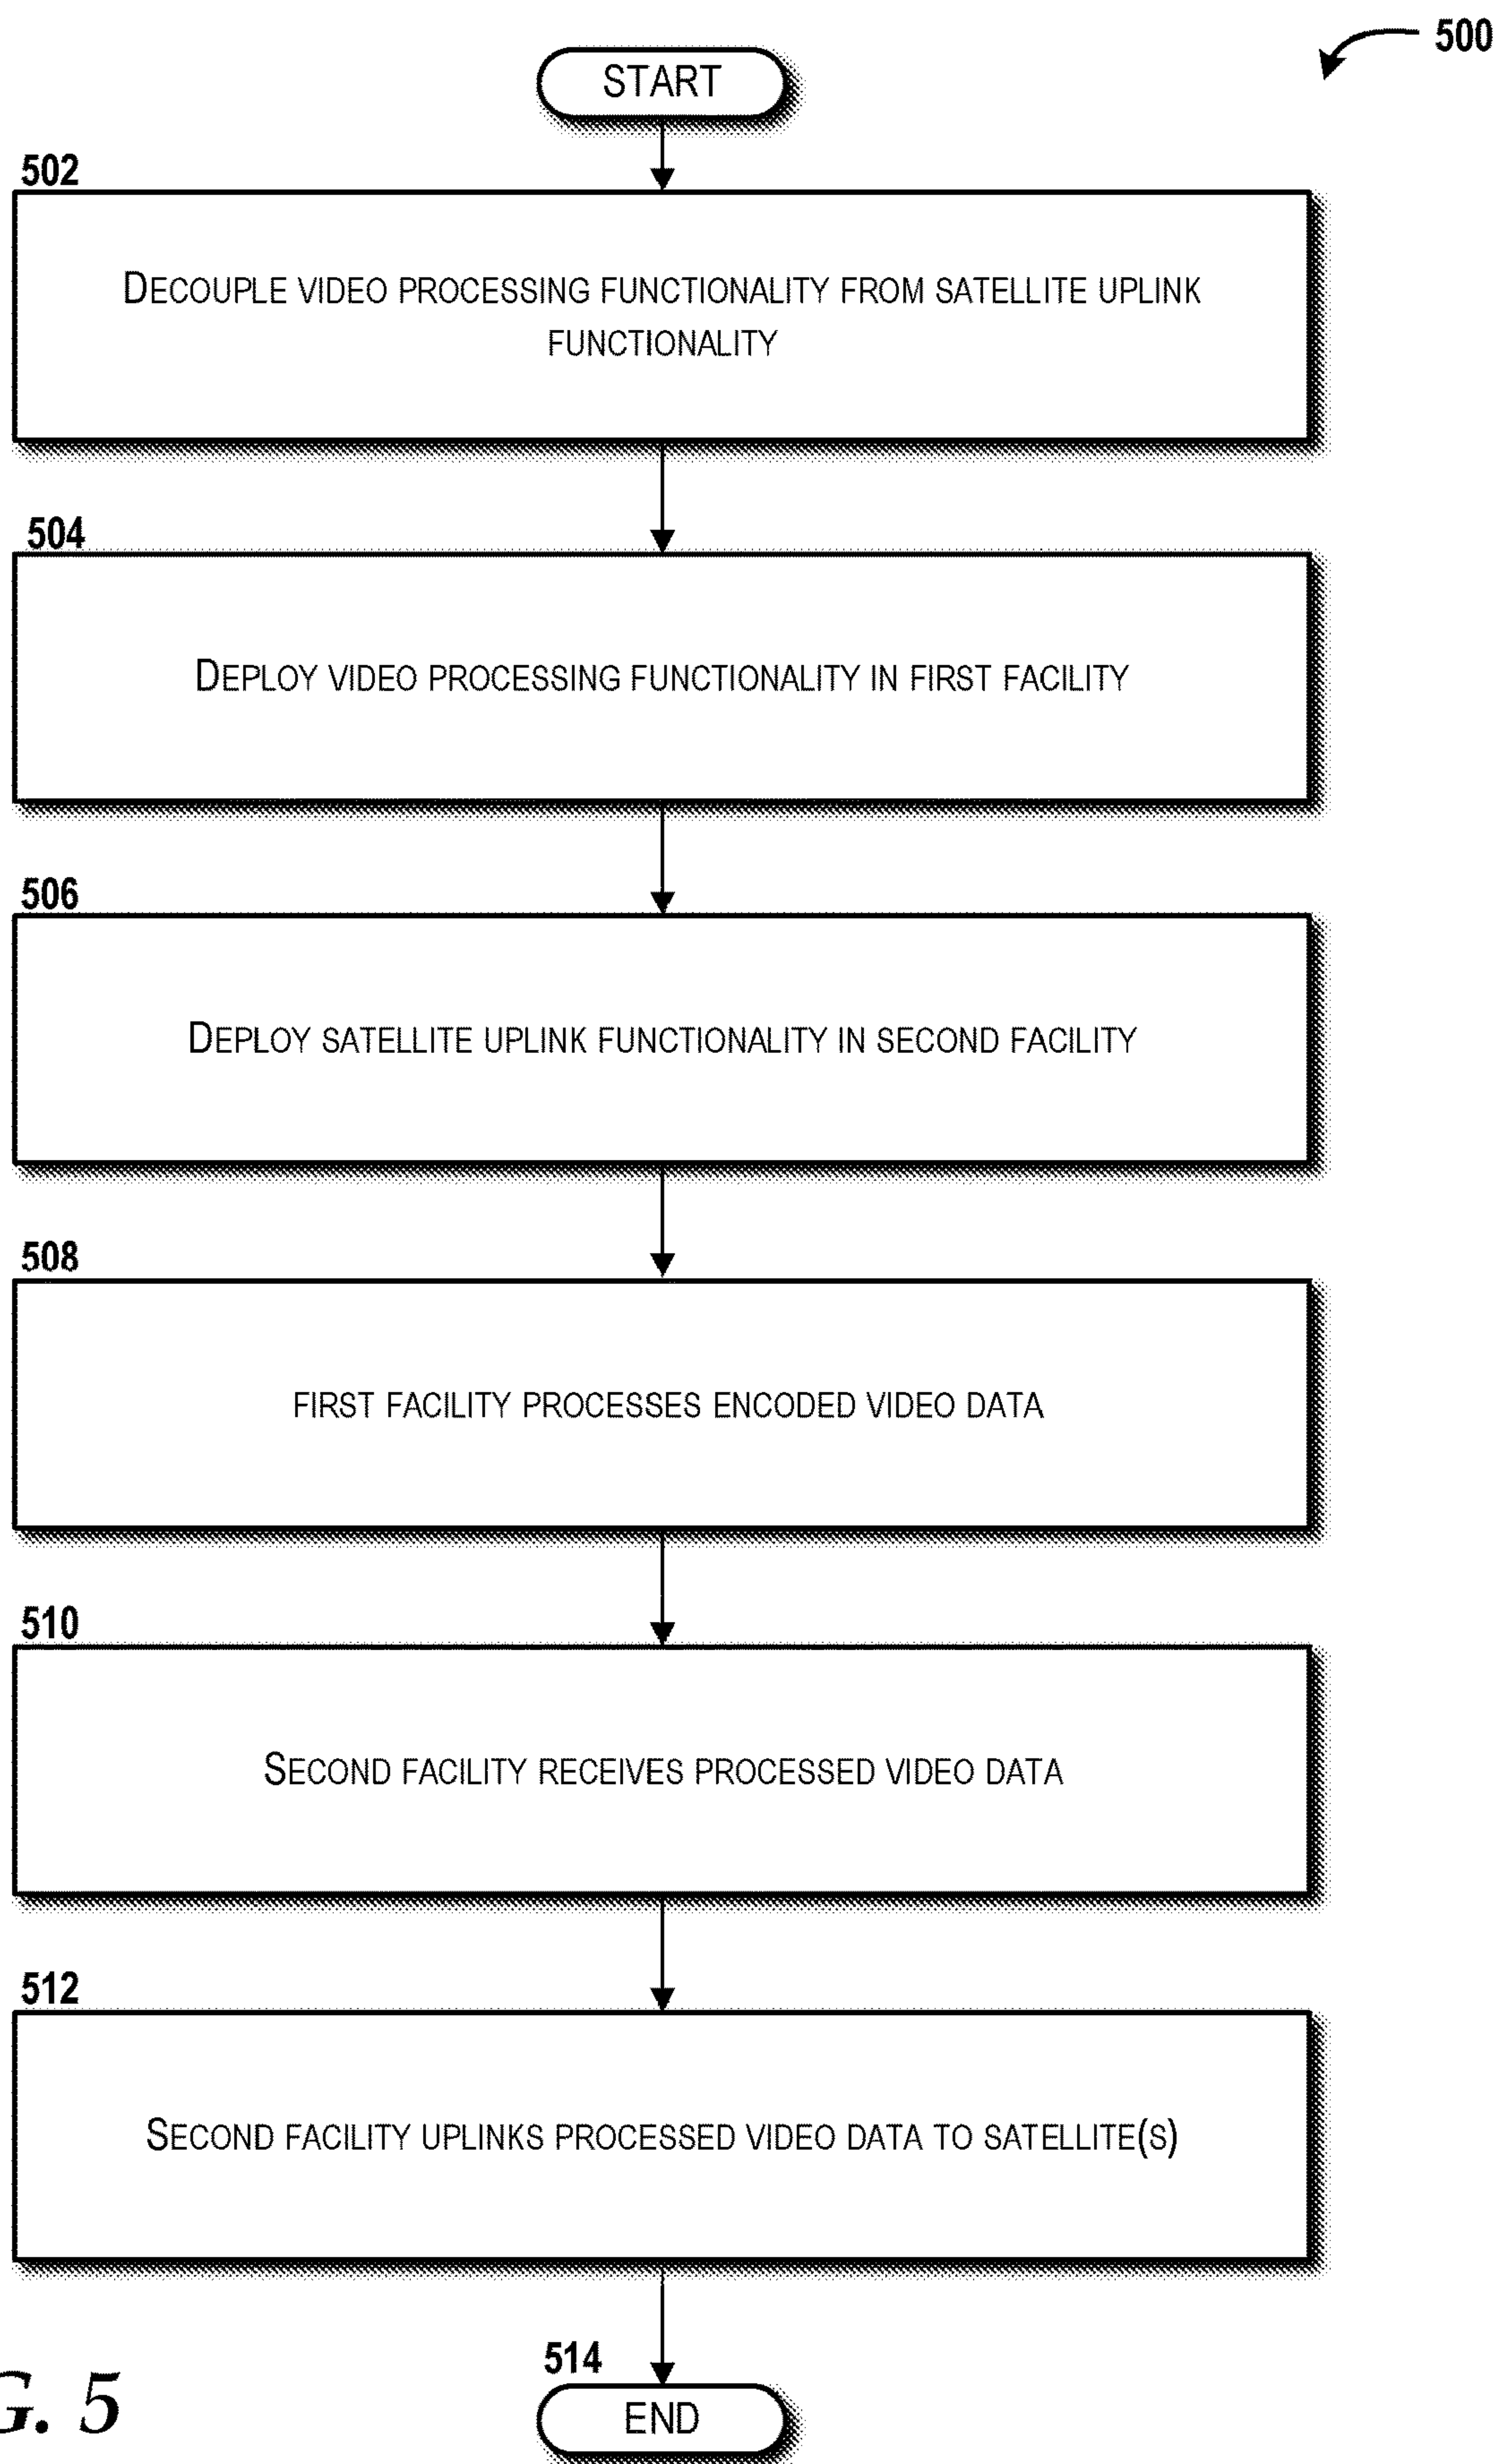 500
START
502
DECOUPLE VIDEO PROCESSING FUNCTIONALITY FROM SATELLITE UPLINK
FUNCTIONALITY
504
DEPLOY VIDEO PROCESSING FUNCTIONALITY IN FIRST FACILITY
506
DEPLOY SATELLITE UPLINK FUNCTIONALITY IN SECOND FACILITY
508
FIRST FACILITY PROCESSES ENCODED VIDEO DATA
510
SECOND FACILITY RECEIVES PROCESSED VIDEO DATA
512
SECOND FACILITY UPLINKS PROCESSED VIDEO DATA TO SATELLITE(S)
514
END
G. 5